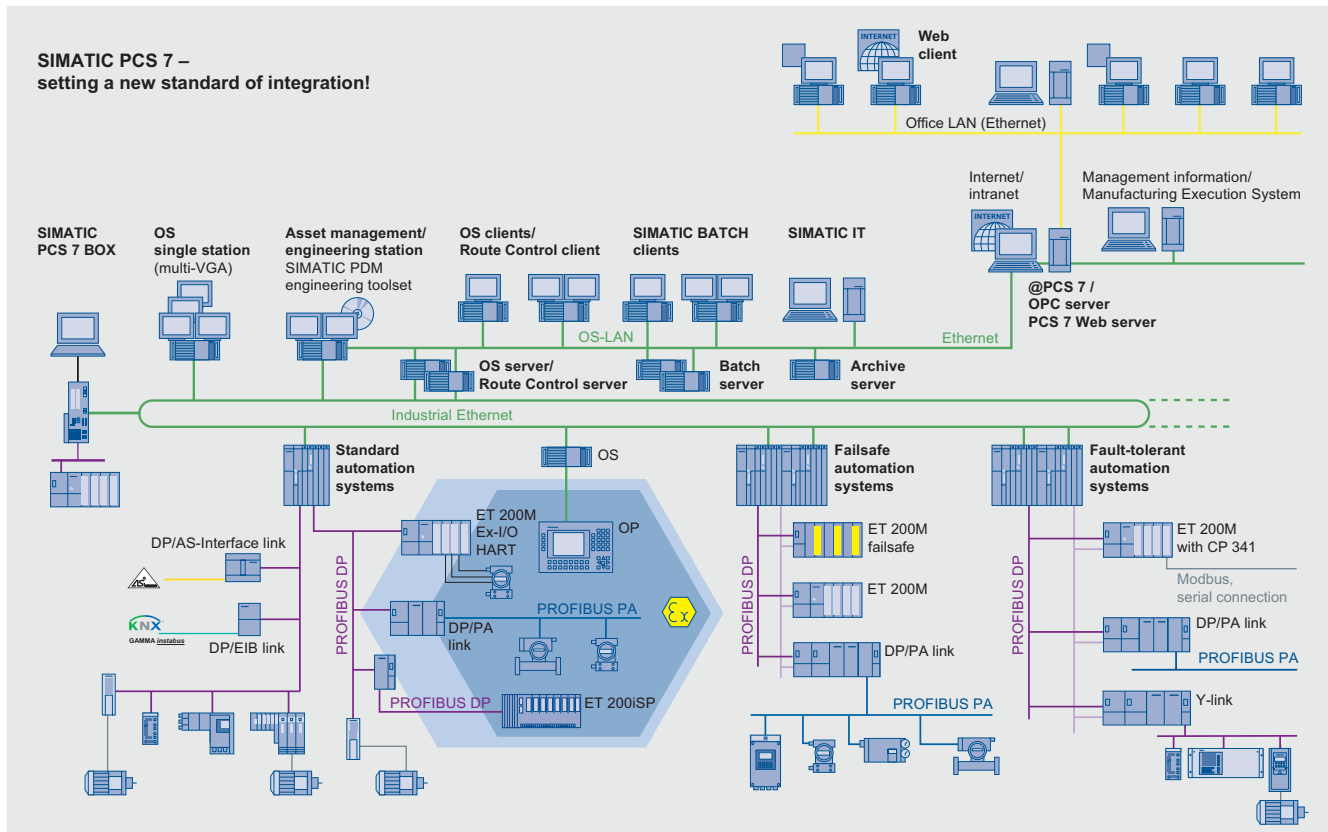 SIMATIC PCS 7 –
setting a new standard of integration!
INTERNET
Web
client
Office LAN (Ethernet)
Internet/
intranet
INTERNET
Management information/
Manufacturing Execution System
SIMATIC
PCS 7 BOX
OS
single station
(multi-VGA)
Asset management/
engineering station
SIMATIC PDM
engineering toolset
OS clients/
Route Control client
SIMATIC BATCH
clients
SIMATIC IT
@PCS 7 /
OPC server
PCS 7 Web server
OS-LAN
Ethernet
OS server/
Route Control server
Batch
server
Archive
server
Industrial Ethernet
Standard
automation
systems
OS
Failsafe
automation
systems
Fault-tolerant
automation
systems
ET 200M
Ex-I/O
HART
OP
ET 200M
failsafe
ET 200M
with CP 341
Modbus,
serial connection
DP/AS-Interface link
PROFIBUS DP
PROFIBUS DP
PROFIBUS DP
ET 200M
PROFIBUS PA
Ex
DP/PA
link
KNX
GAMMA instabus
DP/EIB link
DP/PA link
DP/PA link
PROFIBUS PA
PROFIBUS DP
ET 200iSP
PROFIBUS PA
Y-link